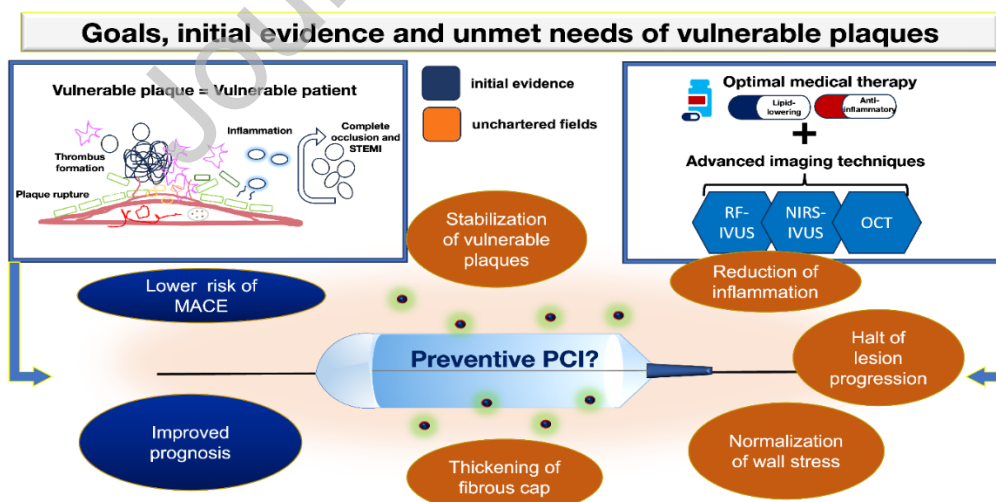 Jou
Goals, initial evidence and unmet needs of vulnerable plaques
Vulnerable plaque = Vulnerable patient
Thrombus
formation
Plaque rupture
Inflammation
Complete
occlusion and
STEMI
initial evidence
unchartered fields
Optimal medical therapy
Lipid-
lowering
Anti-
inflammatory
+
Advanced imaging techniques
RF-
IVUS
NIRS-
IVUS
OCT
Stabilization
of vulnerable
plaques
Lower risk of
MACE
Reduction of
inflammation
Preventive PCI?
Halt of
lesion
progression
Improved
prognosis
Thickening of
fibrous cap
Normalization
of wall stress